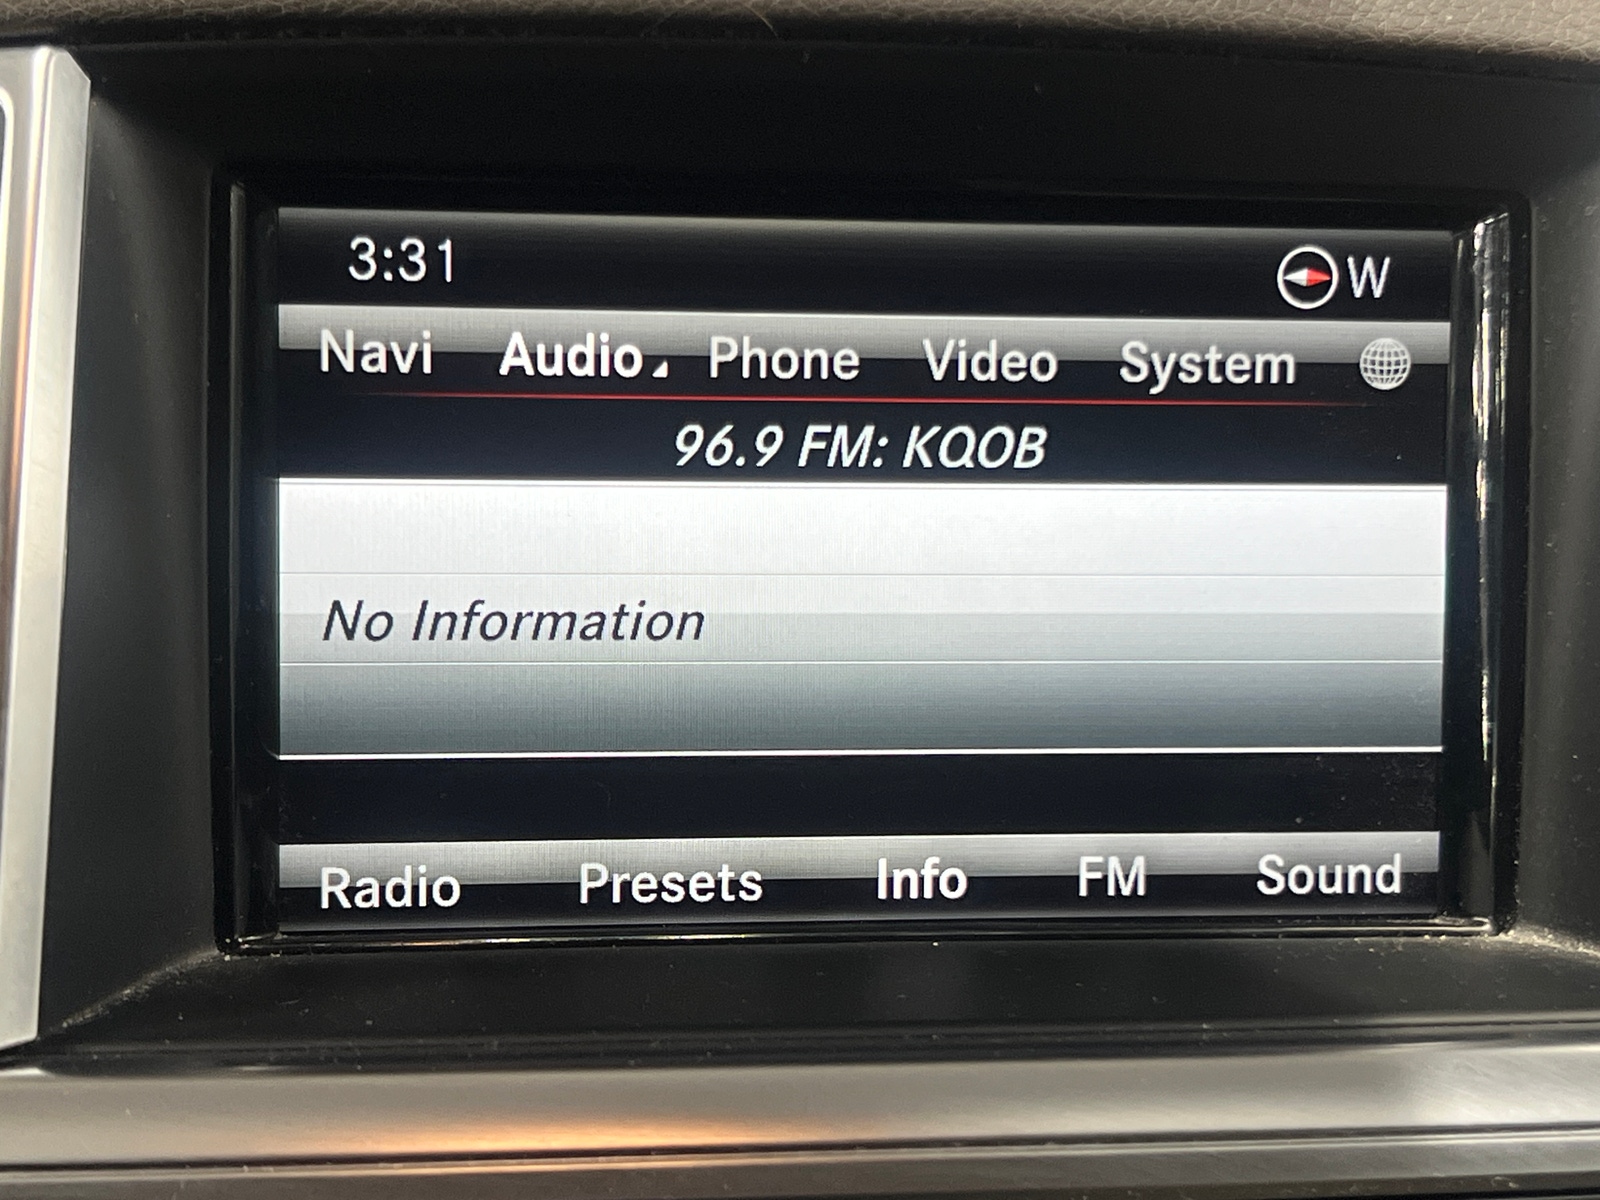 3:31 W
Navi Audio Phone Video System
96.9 FM: KQOB
No Information
Radio Presets Info FM Sound